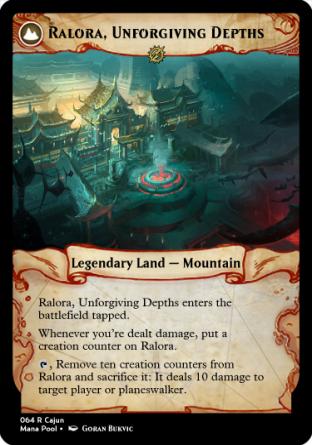 RALORA, UNFORGIVING DEPTHS
Legendary Land — Mountain
Ralora, Unforgiving Depths enters the
battlefield tapped.
Whenever you're dealt damage, put a
creation counter on Ralora.
, Remove ten creation counters from
Ralora and sacrifice it: It deals 10 damage to
target player or planeswalker.
064 R Cajun
Mana Pool • GORAN BUKVIC